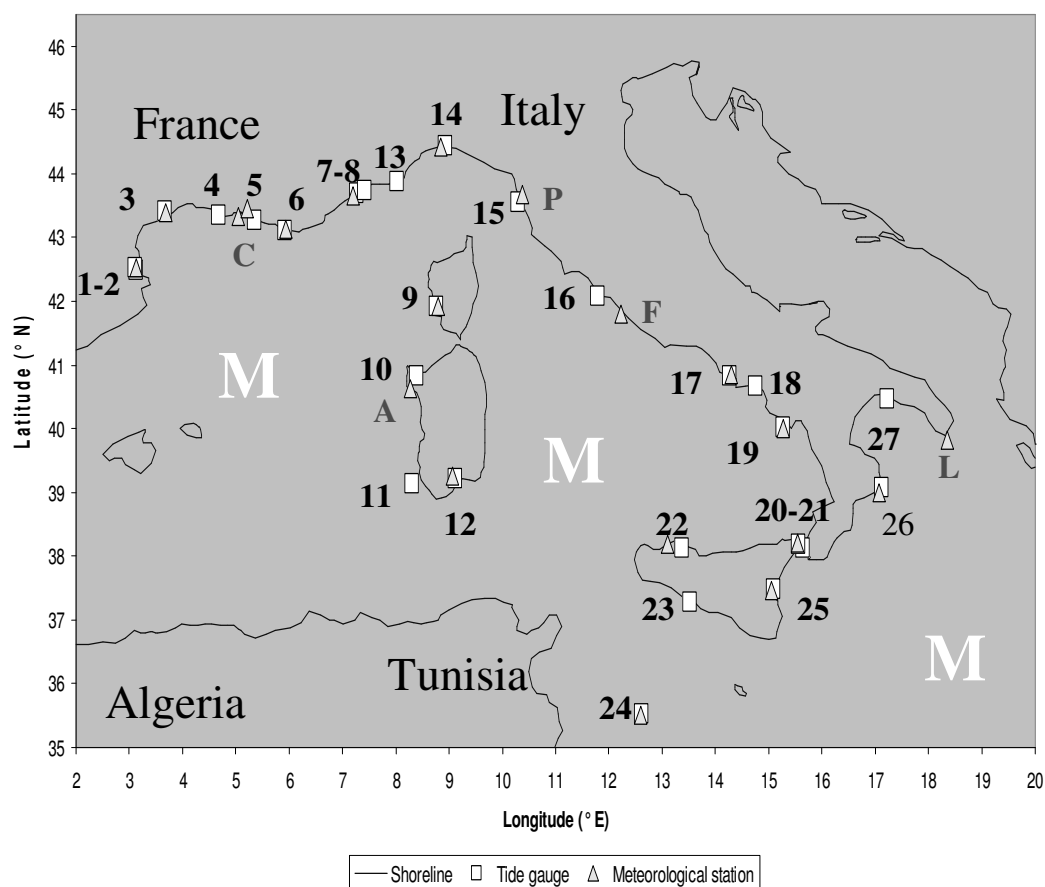 46
45
44
43
42
41
40
39
38
37
36
35
Latitude (° N)
France
Italy
14
13
7-8
3
4
5
6
C
1-2
P
15
9
16
F
M
10
A
17
18
19
M
27
L
11
12
20-21
26
22
23
25
M
Tunisia
Algeria
24
2 3 4 5 6 7 8 9 10 11 12 13 14 15 16 17 18 19 20
Longitude (° E)
Shoreline Tide gauge Meteorological station